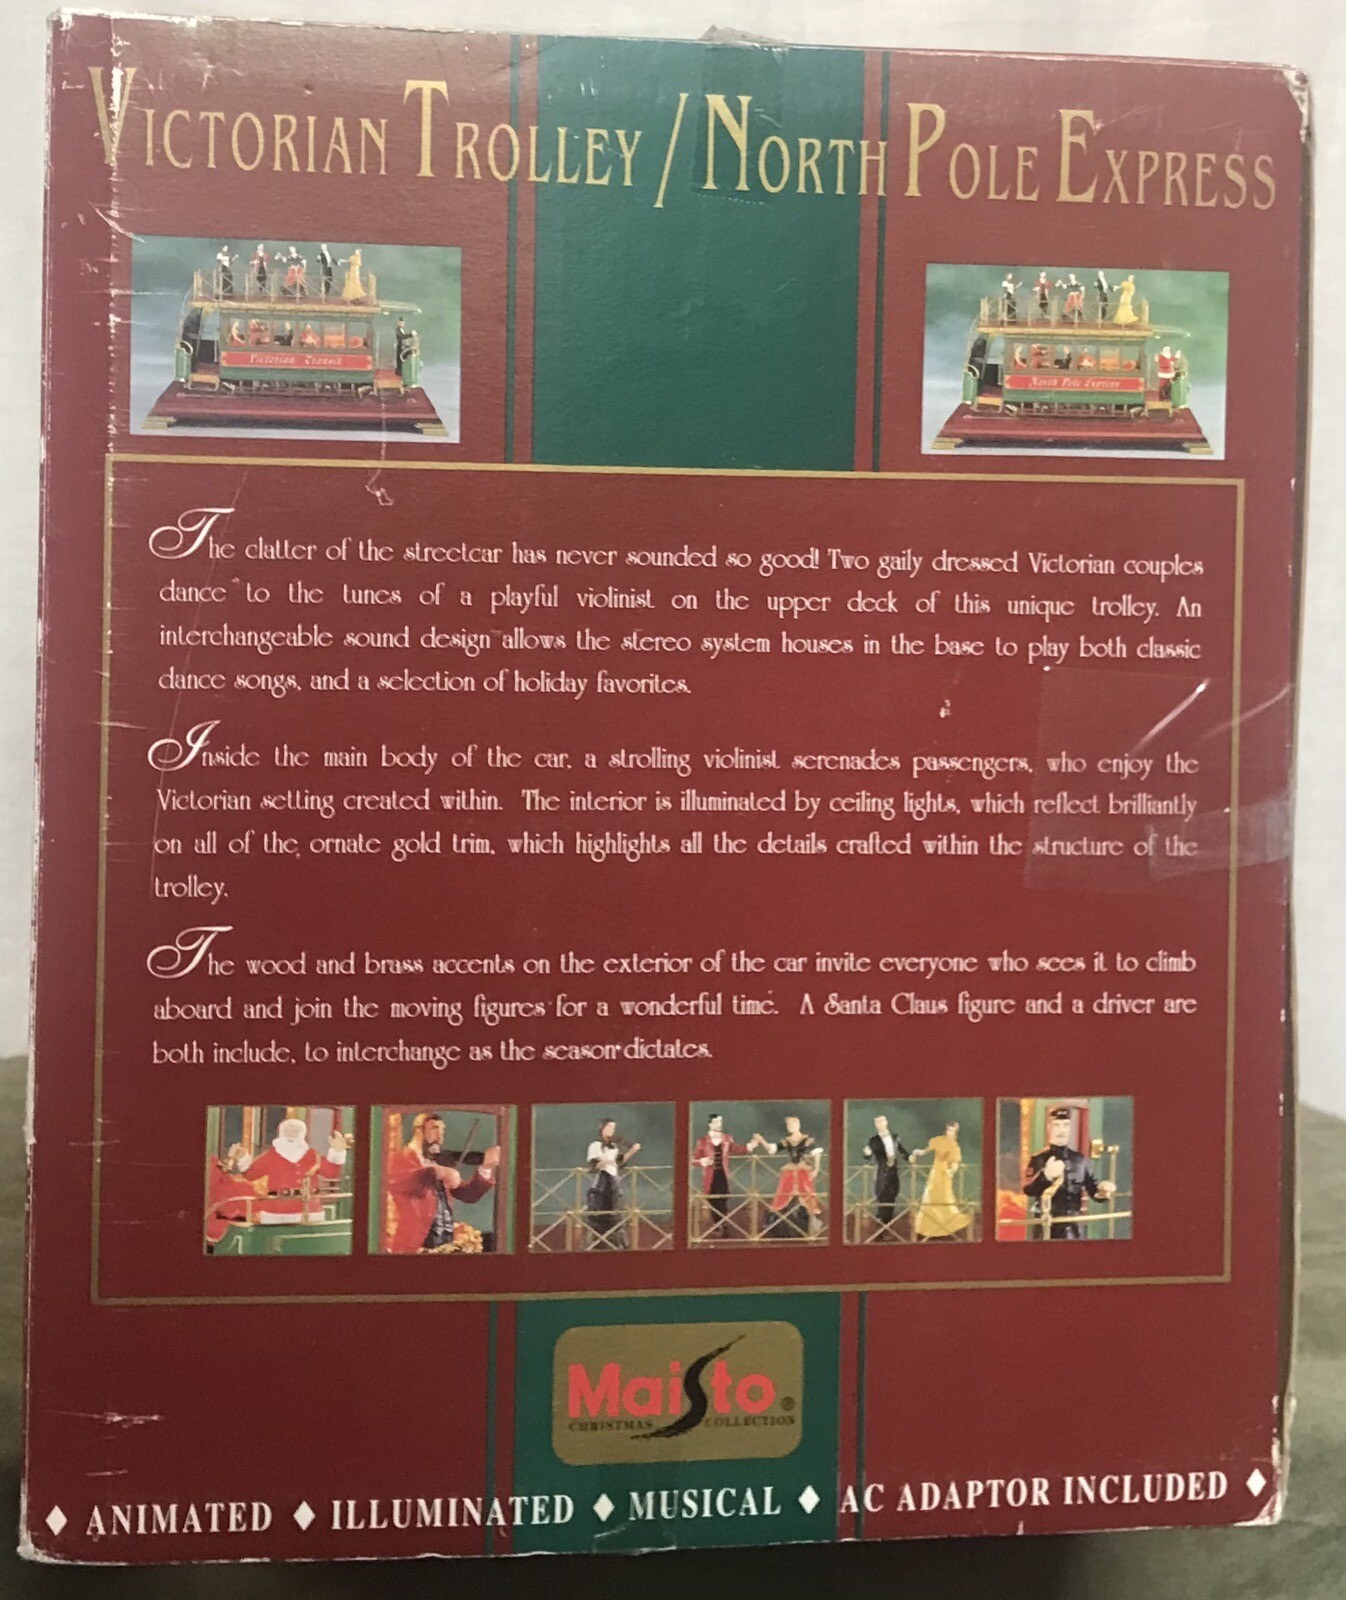 VICTORIAN TROLLEY / NORTH POLE EXPRESS
Victorian Transit
North Pole Express
The clatter of the streetcar has never sounded so good! Two gaily dressed Victorian couples
dance to the tunes of a playful violinist on the upper deck of this unique trolley. An
interchangeable sound design allows the stereo system houses in the base to play both classic
dance songs, and a selection of holiday favorites.
Inside the main body of the car, a strolling violinist serenades passengers, who enjoy the
Victorian setting created within. The interior is illuminated by ceiling lights, which reflect brilliantly
on all of the ornate gold trim, which highlights all the details crafted within the structure of the
trolley.
The wood and brass accents on the exterior of the car invite everyone who sees it to climb
aboard and join the moving figures for a wonderful time. A Santa Claus figure and a driver are
both include, to interchange as the season dictates.
MaiSto®
CHRISTMAS COLLECTION
♦ ANIMATED ♦ ILLUMINATED ♦ MUSICAL ♦ AC ADAPTOR INCLUDED ♦